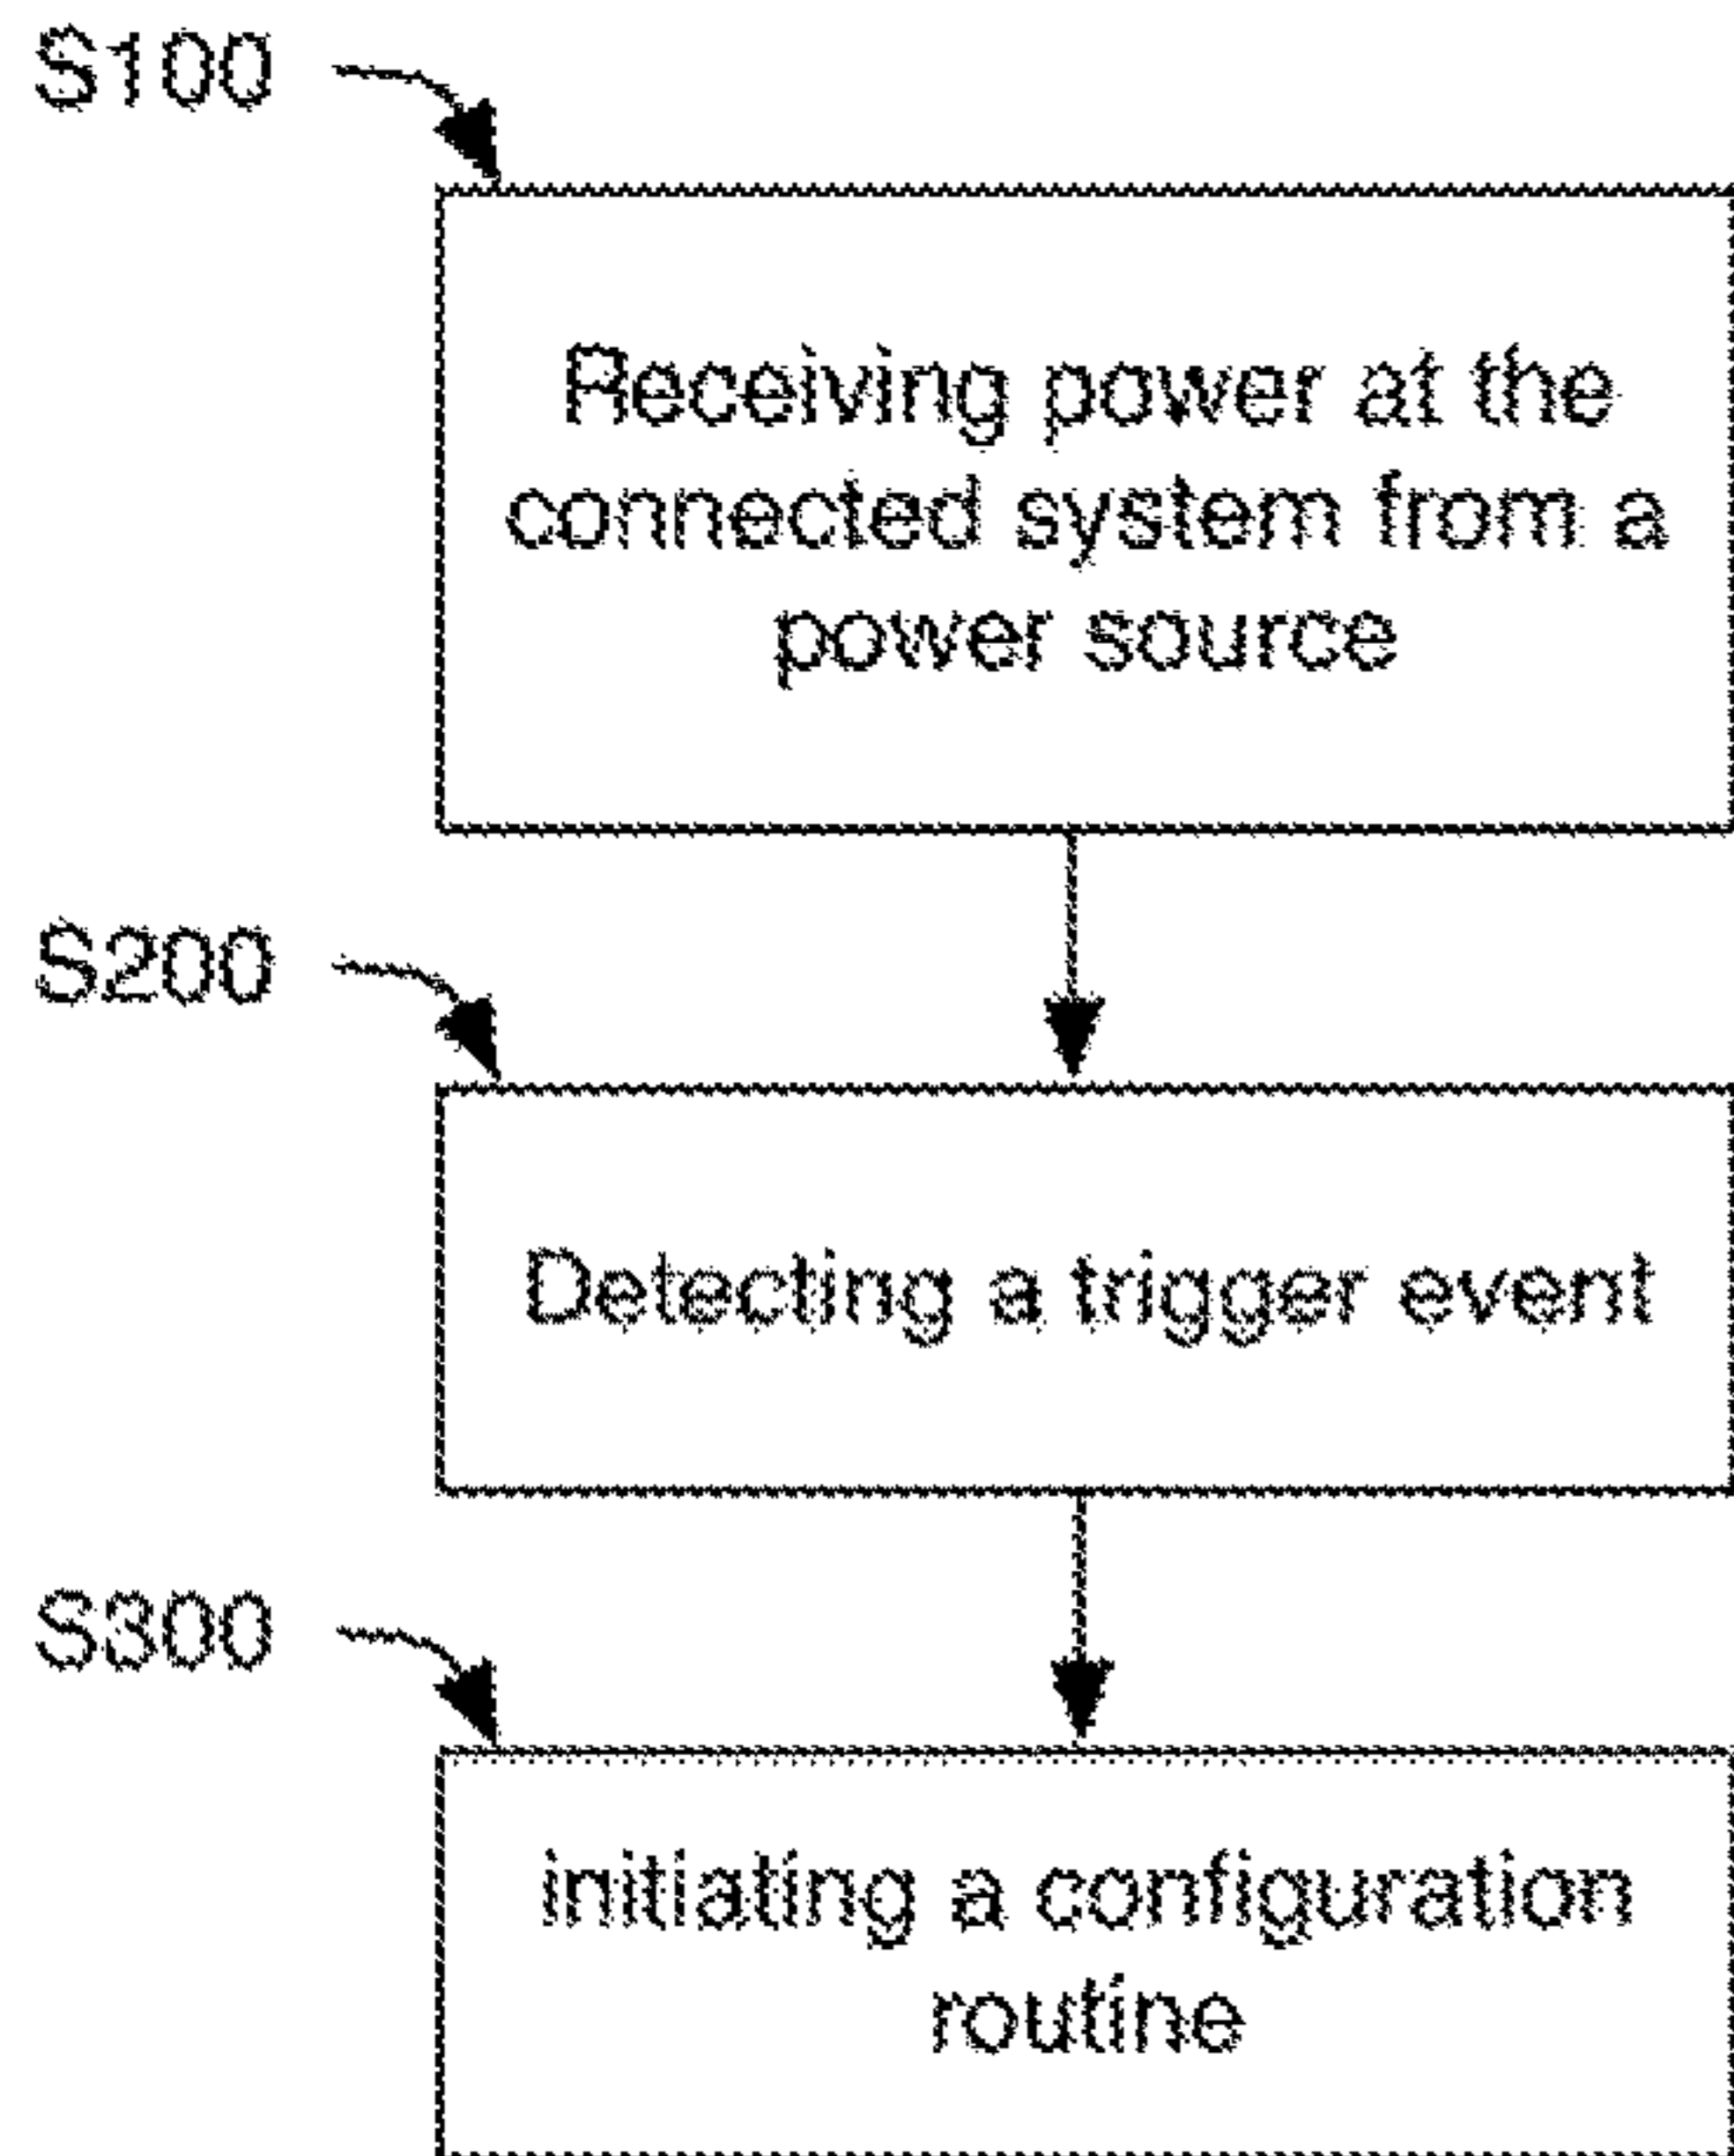 S100
Receiving power at the
connected system from a
power source
S200
Detecting a trigger event
S300
initiating a configuration
routine